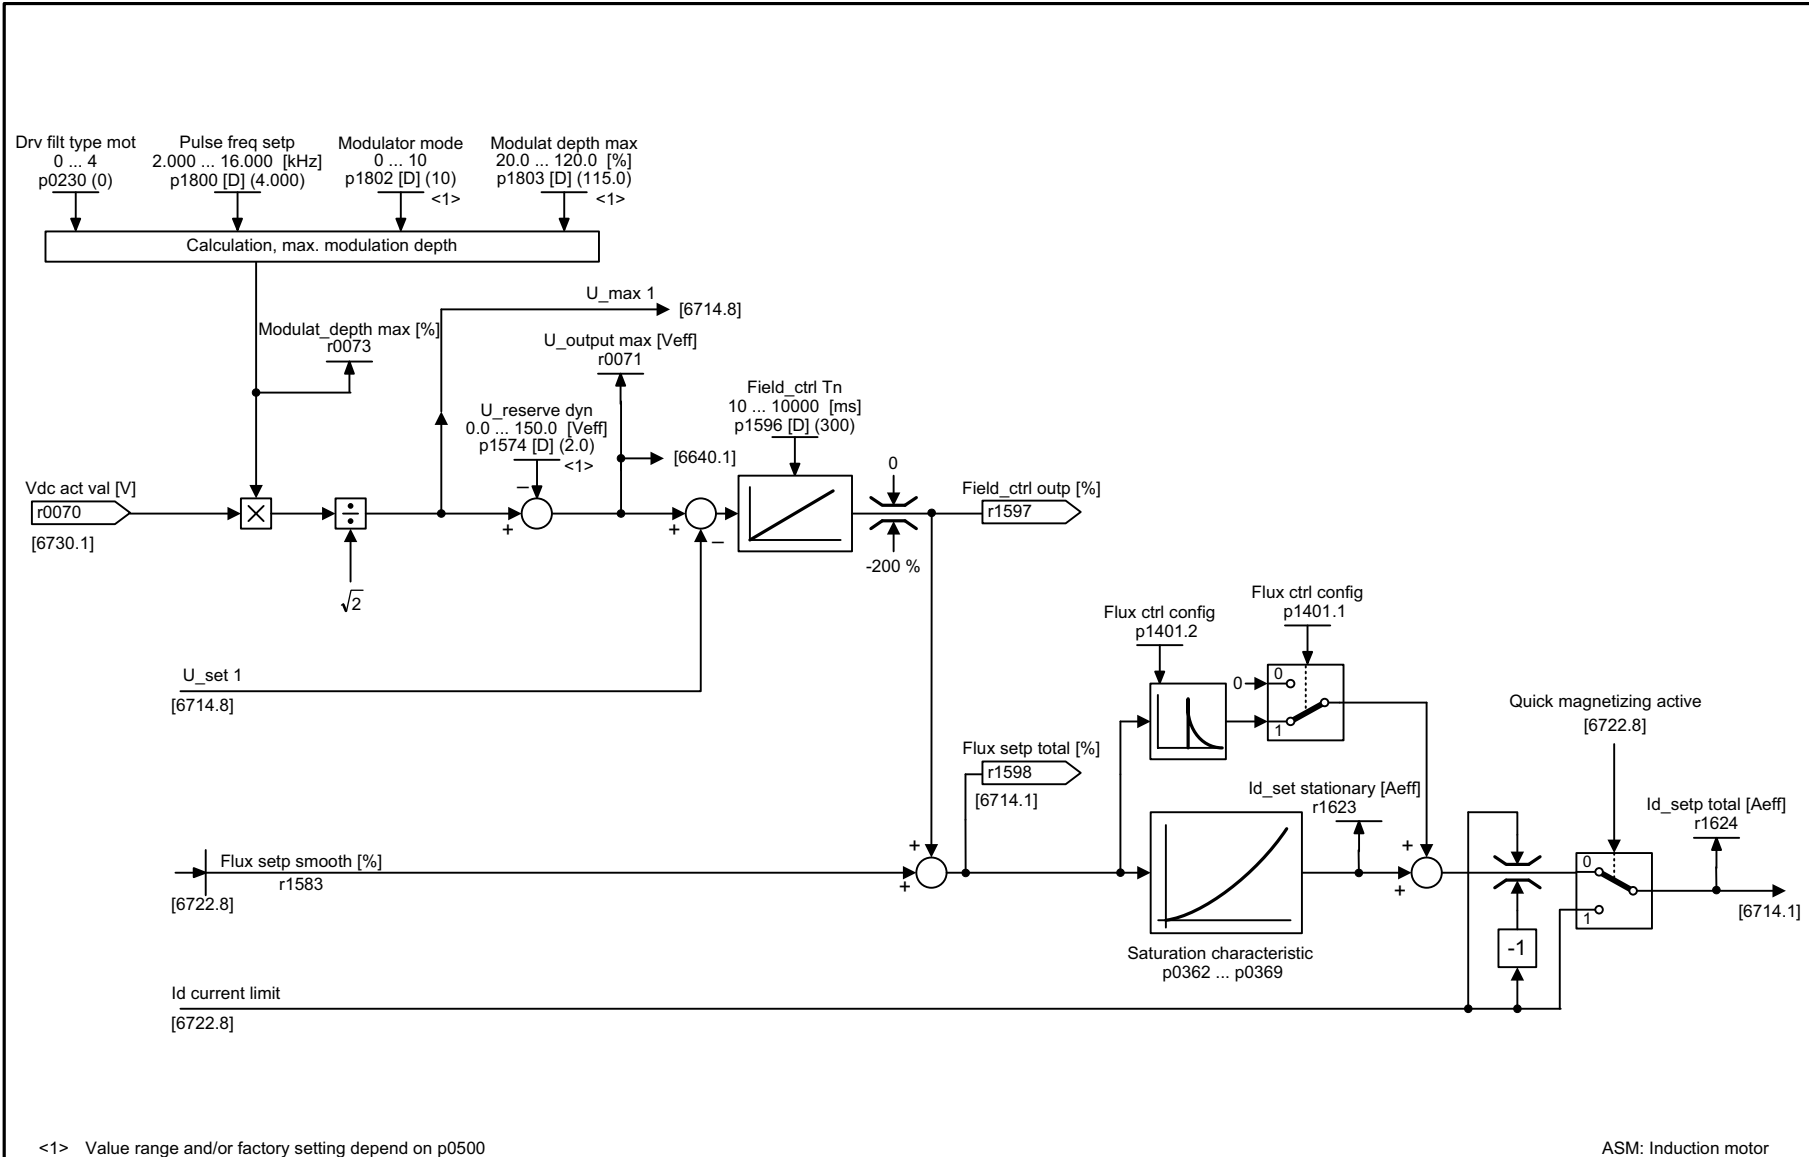 Drv filt type mot
0 ... 4
p0230 (0)
Pulse freq setp
2.000 ... 16.000 [kHz]
p1800 [D] (4.000)
Modulator mode
0 ... 10
p1802 [D] (10)
<1>
Modulat depth max
20.0 ... 120.0 [%]
p1803 [D] (115.0)
<1>
Calculation, max. modulation depth
U_max 1
[6714.8]
Modulat_depth max [%]
r0073
U_output max [Veff]
r0071
Field_ctrl Tn
10 ... 10000 [ms]
p1596 [D] (300)
U_reserve dyn
0.0 ... 150.0 [Veff]
p1574 [D] (2.0)
<1>
[6640.1]
0
Vdc act val [V]
r0070
[6730.1]
×
÷
√2
−
+
+
−
-200 %
Field_ctrl outp [%]
r1597
U_set 1
[6714.8]
Flux ctrl config
p1401.2
Flux ctrl config
p1401.1
0
0
1
Quick magnetizing active
[6722.8]
Flux setp total [%]
r1598
[6714.1]
Id_set stationary [Aeff]
r1623
Id_setp total [Aeff]
r1624
Flux setp smooth [%]
r1583
[6722.8]
+
+
+
+
0
1
[6714.1]
-1
Saturation characteristic
p0362 ... p0369
Id current limit
[6722.8]
<1> Value range and/or factory setting depend on p0500
ASM: Induction motor